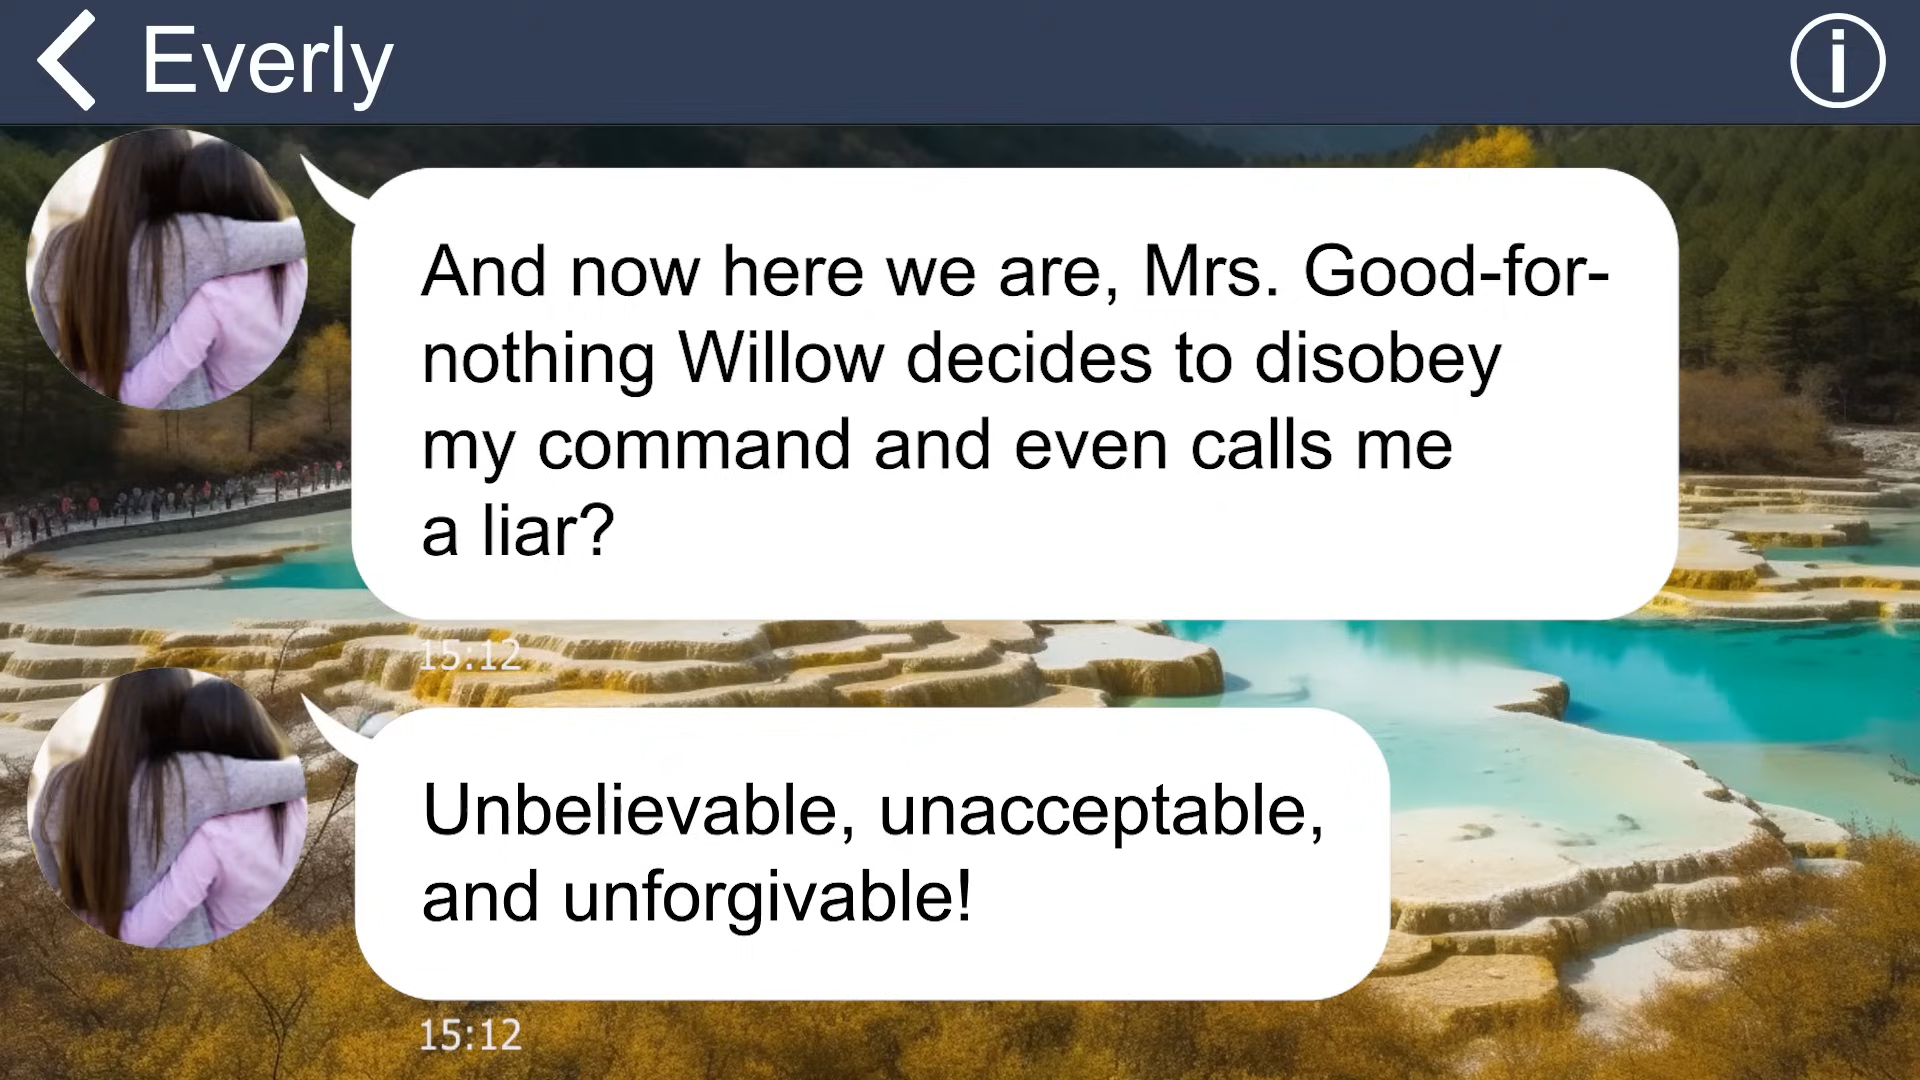 Everly
And now here we are, Mrs. Good-for-
nothing Willow decides to disobey
my command and even calls me
a liar?
15:12
Unbelievable, unacceptable,
and unforgivable!
15:12